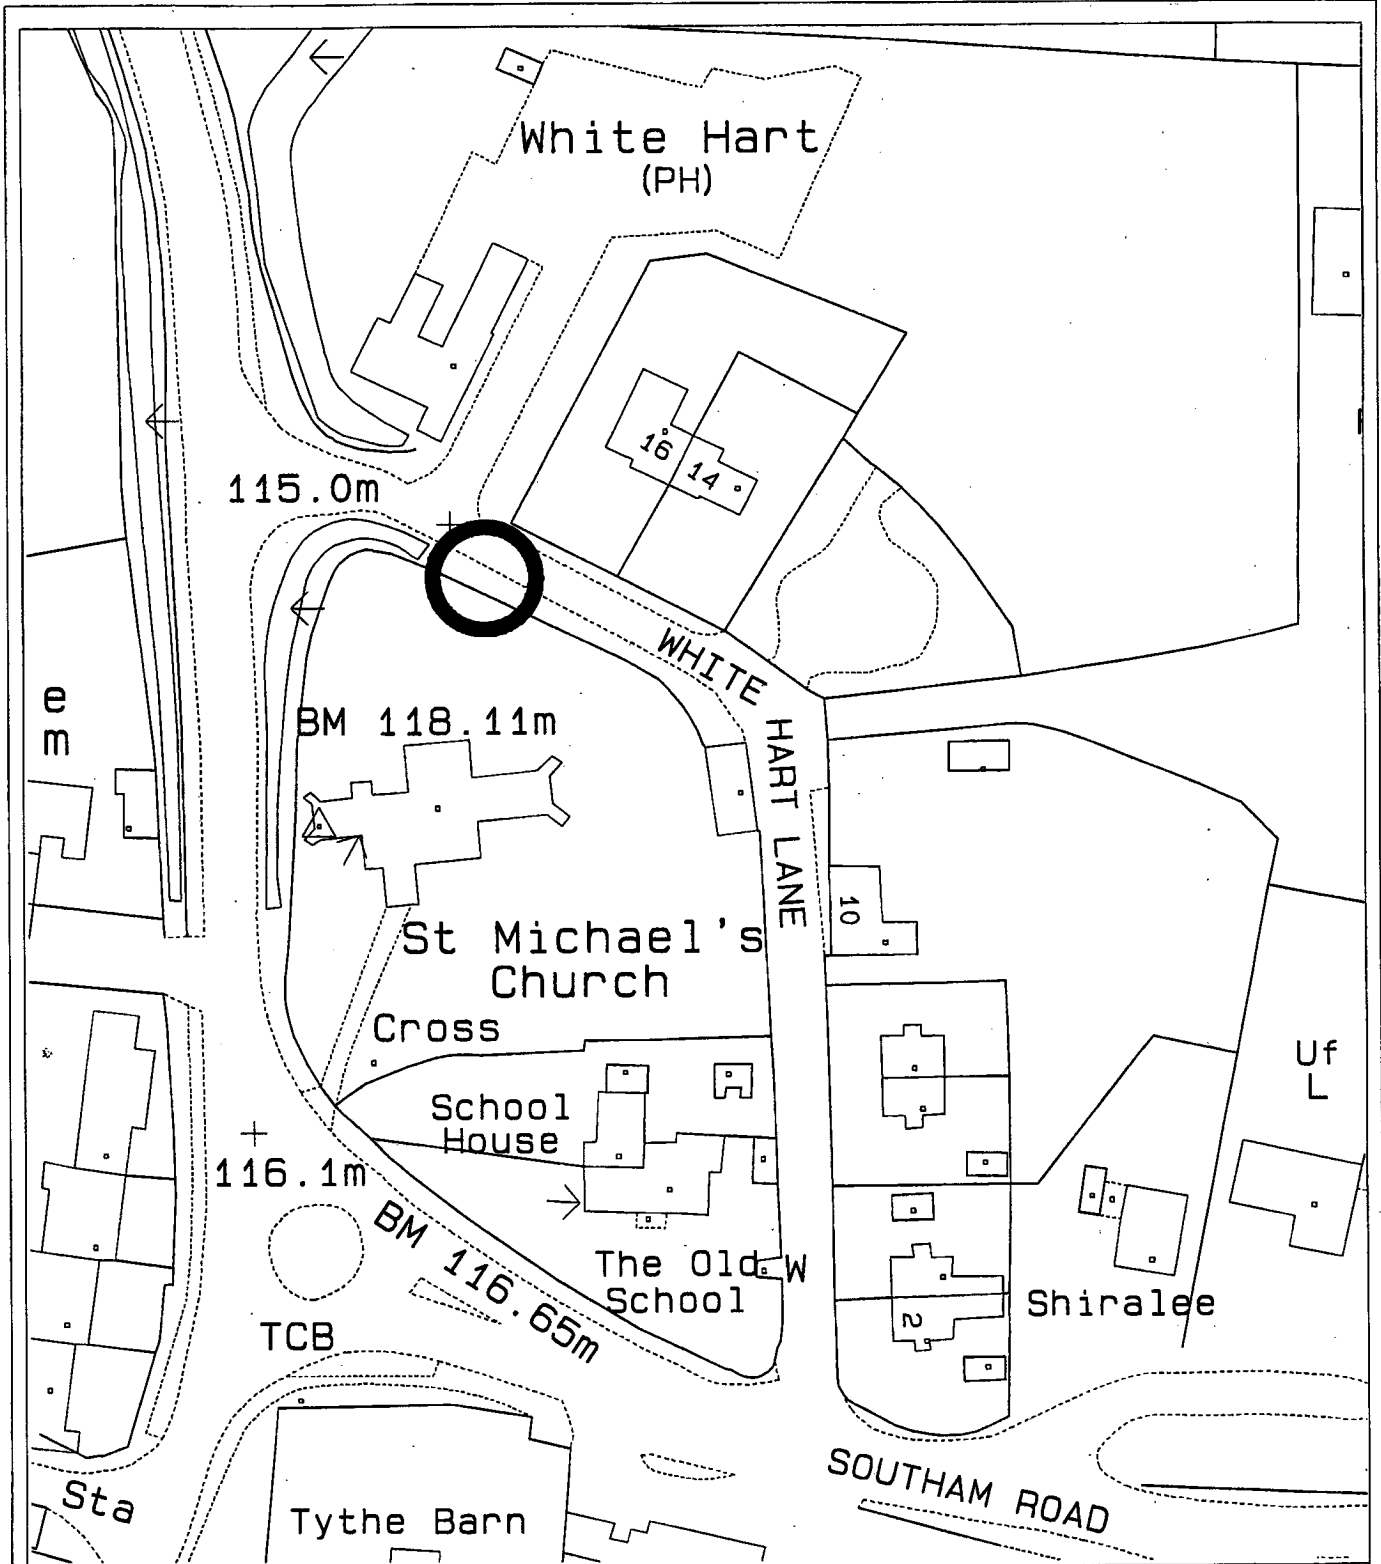 White Hart
(PH)
16
14
115.0m
WHITE HART LANE
e
m
BM 118.11m
10
St Michael's
Church
Cross
School
House
Uf
L
116.1m
BM 116.65m
The Old
School
W
2
Shiralee
TCB
SOUTHAM ROAD
Sta
Tythe Barn